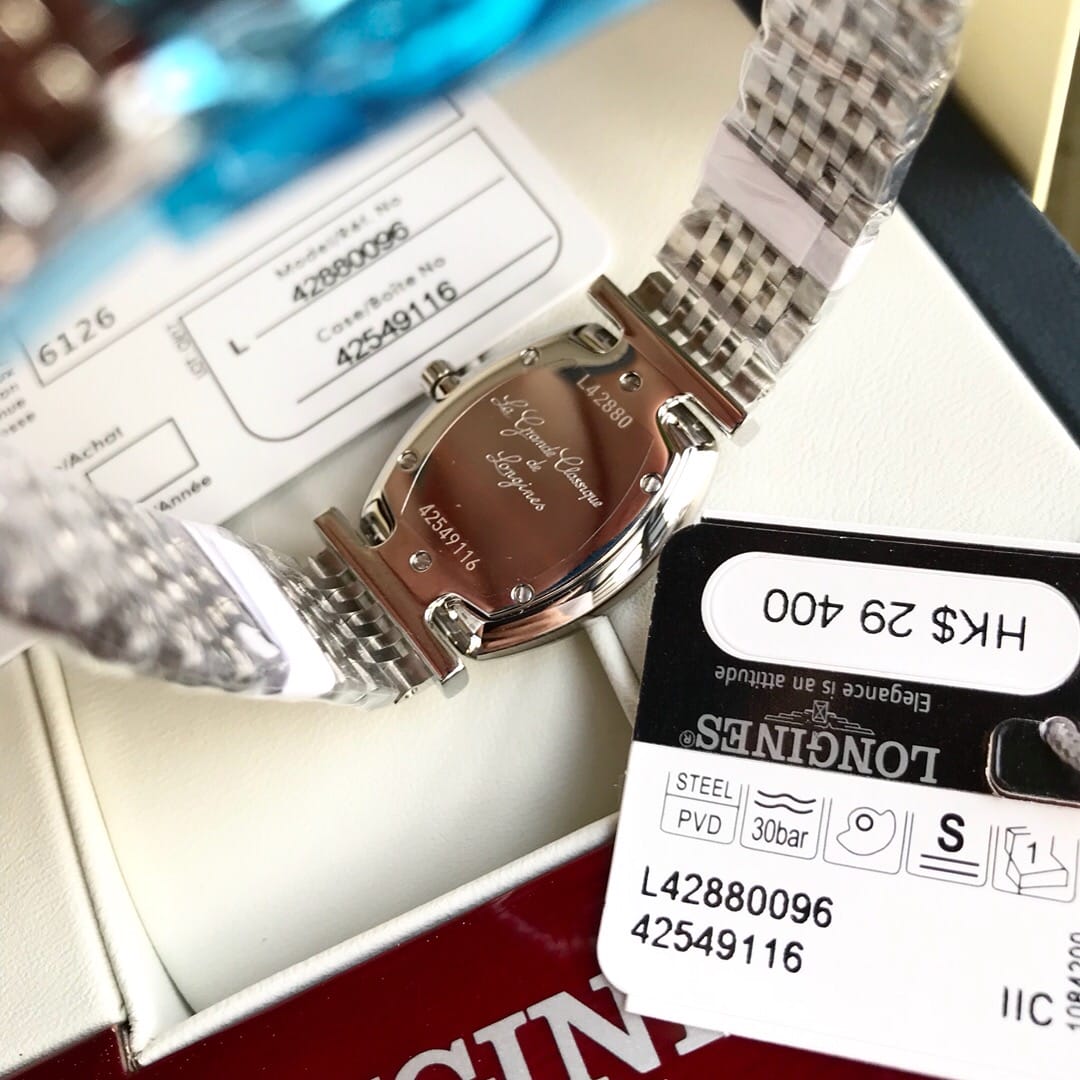 Model/Réf. No
L 42880096
Case/Boîte No
42549116
6126
/Achat
/Année
L42880
La Grande Classique
de
Longines
42549116
HK$ 29 400
Elegance is an attitude
LONGINES®
STEEL
PVD
30bar
S
1
L42880096
42549116
IIC